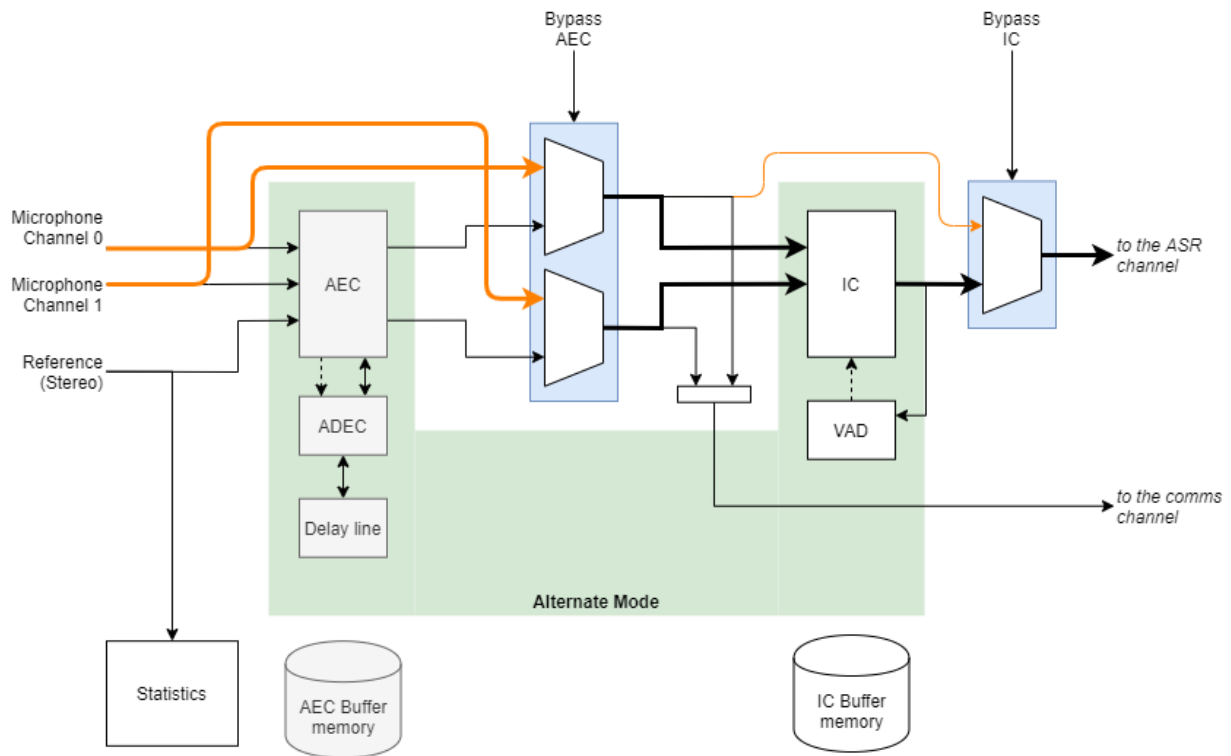 Bypass
AEC
Bypass
IC
Microphone
Channel 0
Microphone
Channel 1
Reference
(Stereo)
AEC
ADEC
Delay line
IC
VAD
to the ASR
channel
to the comms
channel
Alternate Mode
Statistics
AEC Buffer
memory
IC Buffer
memory